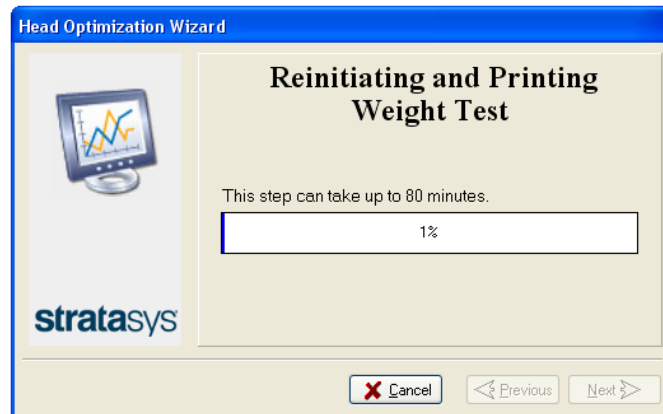 Head Optimization Wizard
Reinitiating and Printing
Weight Test
This step can take up to 80 minutes.
1%
stratasys
Cancel
Previous
Next